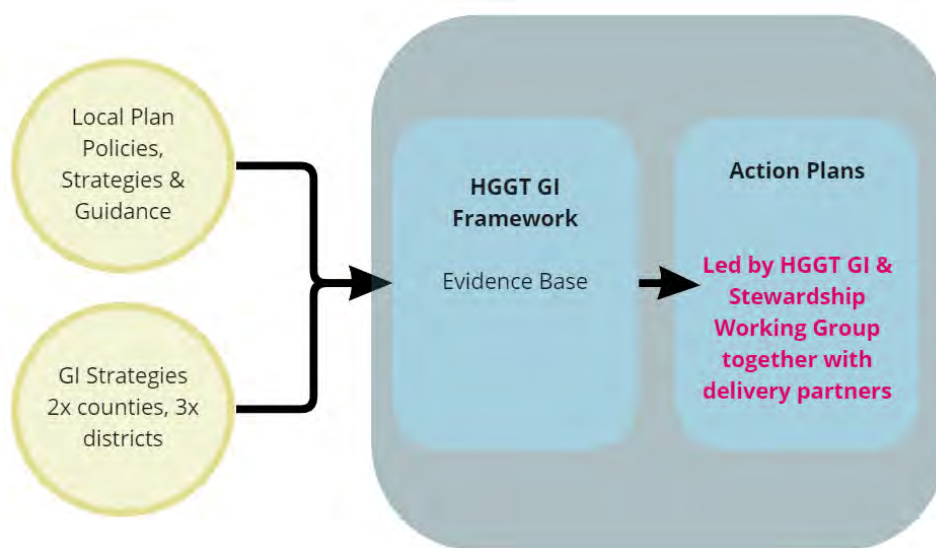 Local Plan
Policies,
Strategies &
Guidance
GI Strategies
2x counties, 3x
districts
HGGT GI
Framework
Evidence Base
Action Plans
Led by HGGT GI &
Stewardship
Working Group
together with
delivery partners